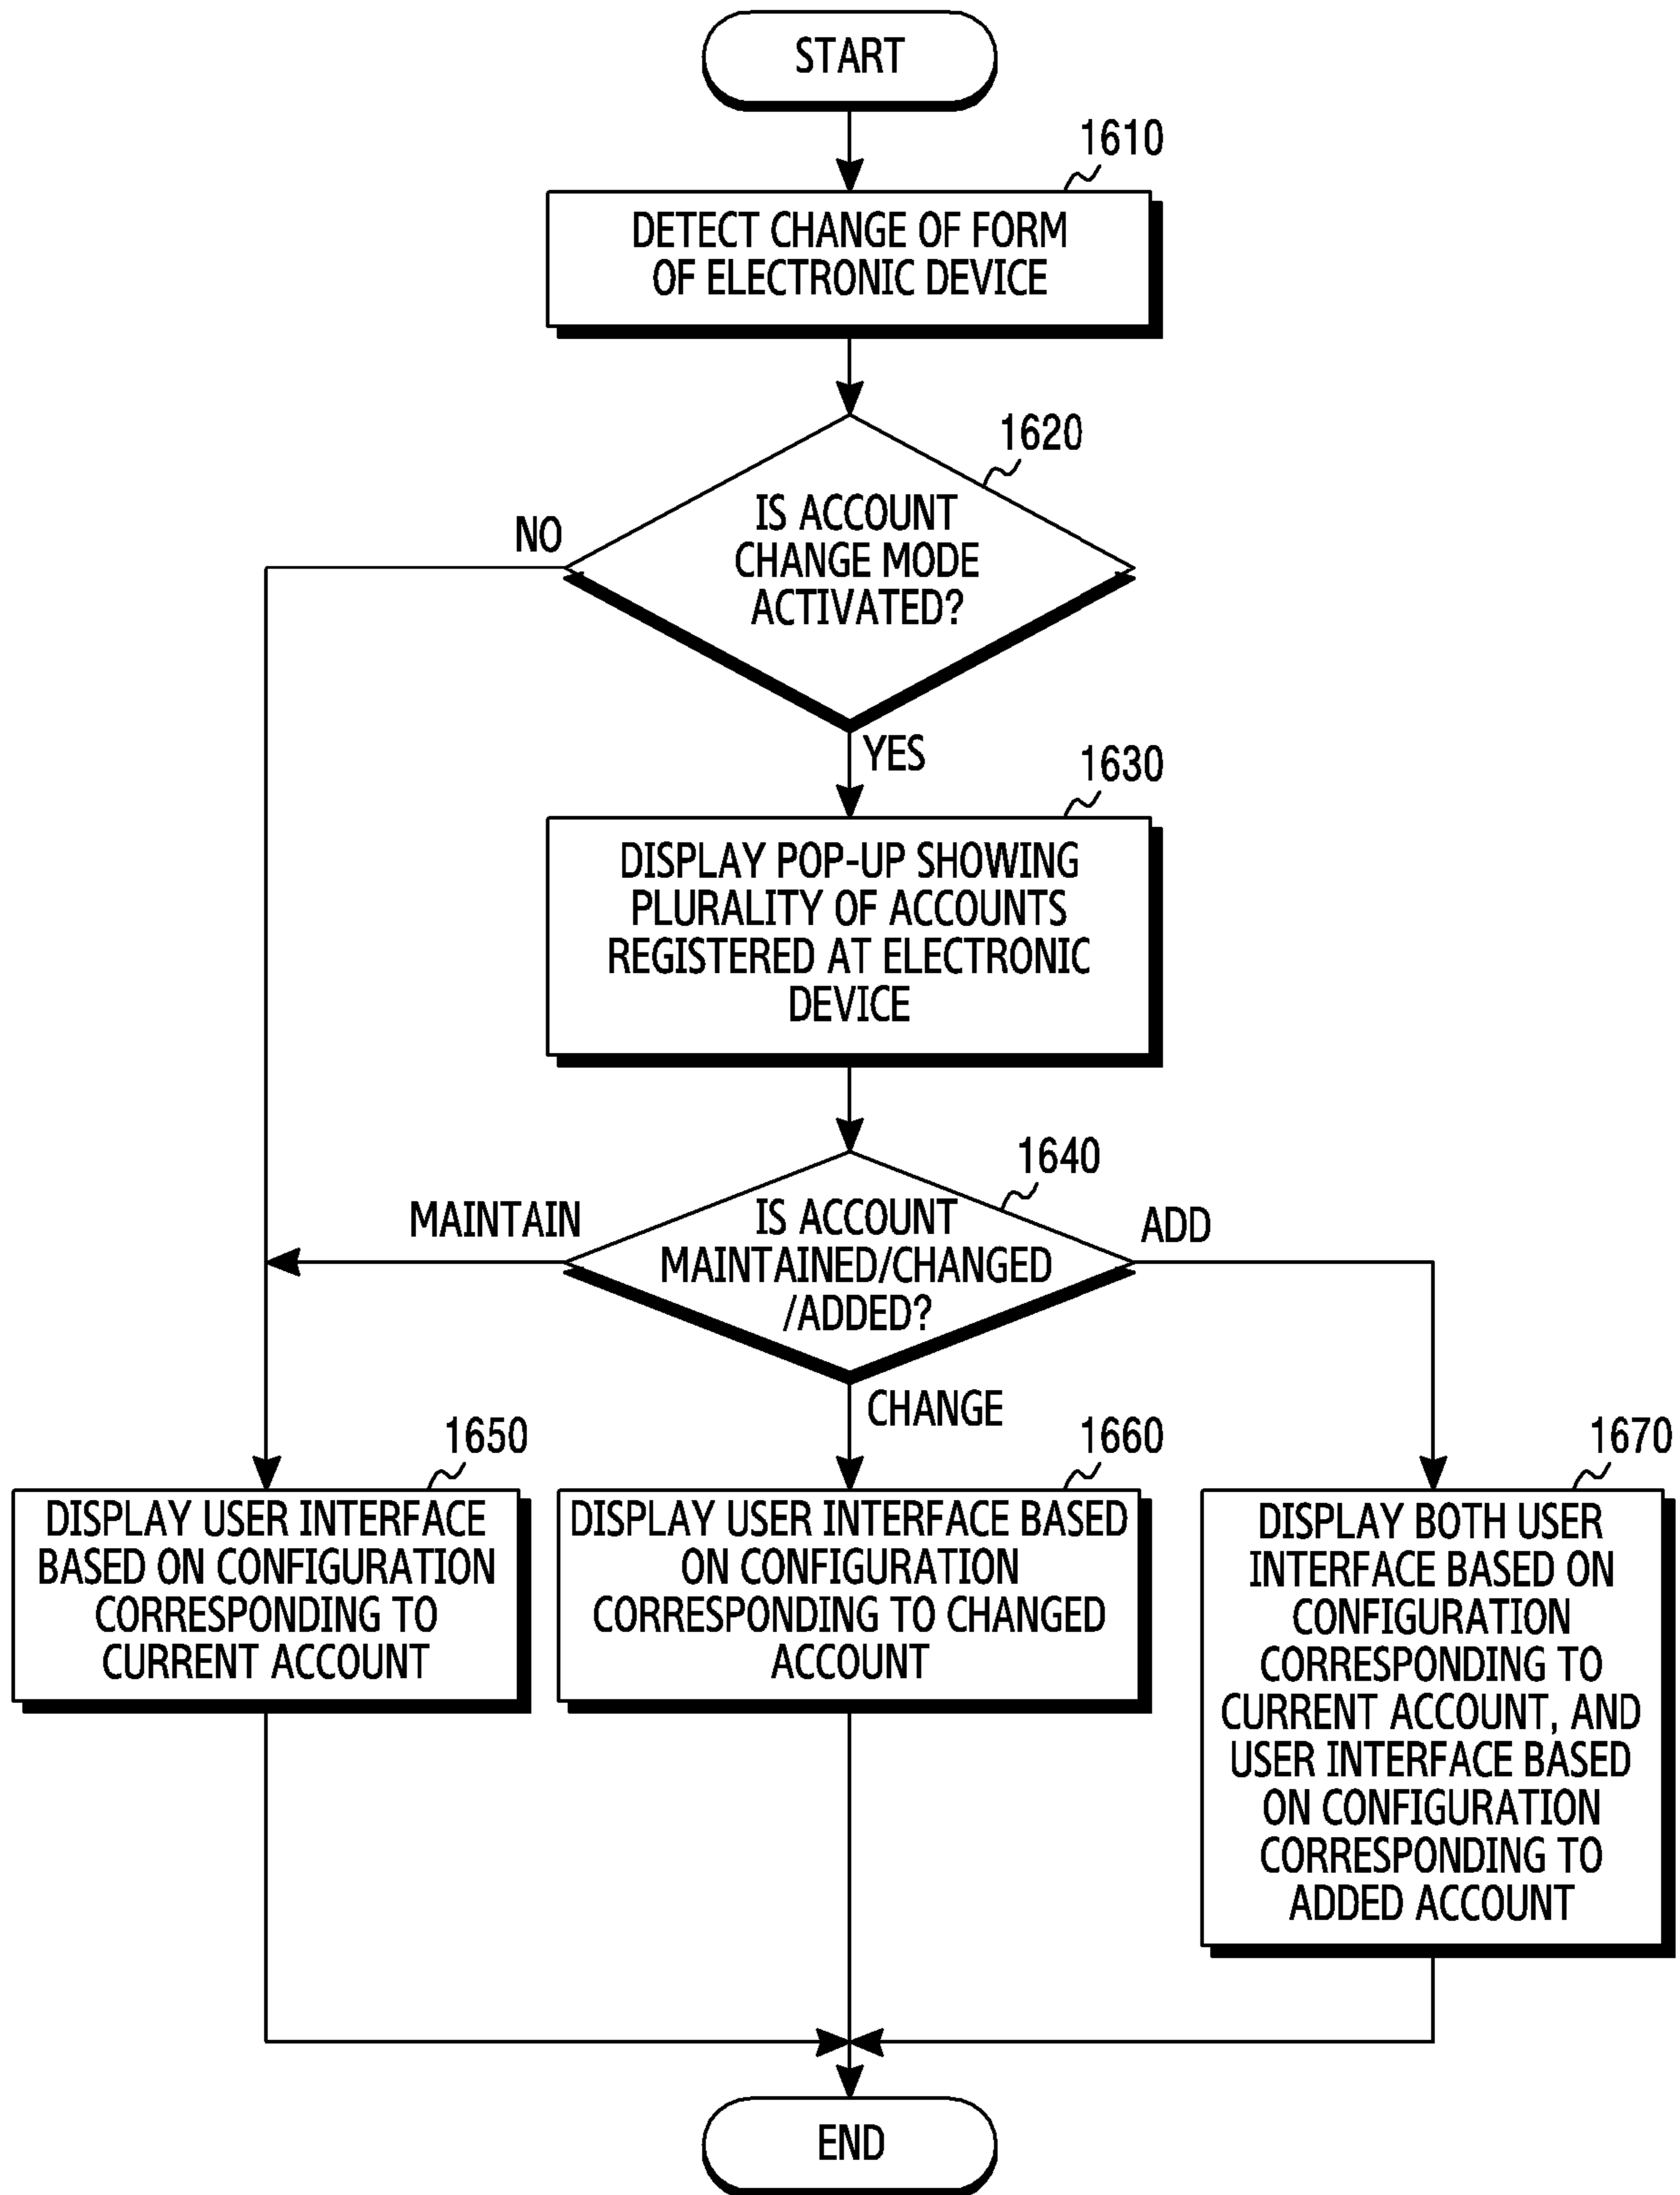 START
1610
DETECT CHANGE OF FORM
OF ELECTRONIC DEVICE
1620
IS ACCOUNT
CHANGE MODE
ACTIVATED?
NO
YES
1630
DISPLAY POP-UP SHOWING
PLURALITY OF ACCOUNTS
REGISTERED AT ELECTRONIC
DEVICE
1640
IS ACCOUNT
MAINTAINED/CHANGED
/ADDED?
MAINTAIN
ADD
CHANGE
1650
DISPLAY USER INTERFACE
BASED ON CONFIGURATION
CORRESPONDING TO
CURRENT ACCOUNT
1660
DISPLAY USER INTERFACE BASED
ON CONFIGURATION
CORRESPONDING TO CHANGED
ACCOUNT
1670
DISPLAY BOTH USER
INTERFACE BASED ON
CONFIGURATION
CORRESPONDING TO
CURRENT ACCOUNT, AND
USER INTERFACE BASED
ON CONFIGURATION
CORRESPONDING TO
ADDED ACCOUNT
END